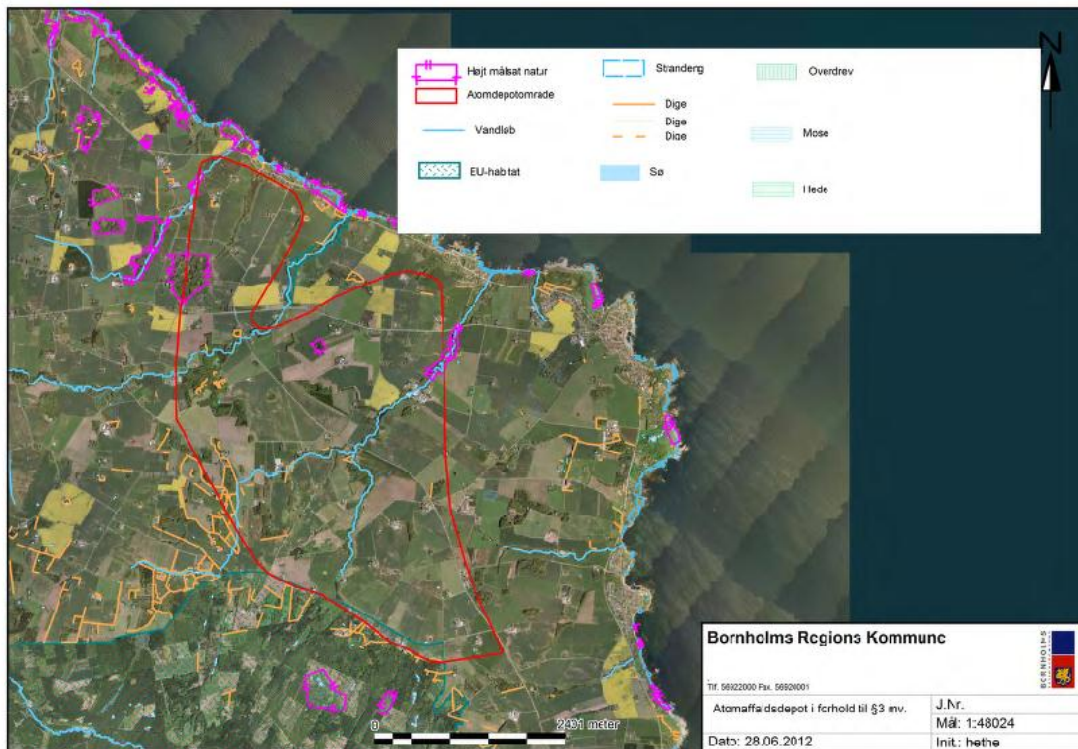 N
Højt målsat natur
Strandeng
Overdrev
Atomdepotområde
Dige
Dige
Dige
Vandløb
Mose
EU-habitat
Sø
Hede
0 2431 meter
Bornholms Regions Kommune
BORNHOLMS
Tlf. 56922000 Fax. 56924001
Atomaffaldsdepot i forhold til §3 mv.
J.Nr.
Mål: 1:48024
Dato: 28.06.2012
Init.: hethe